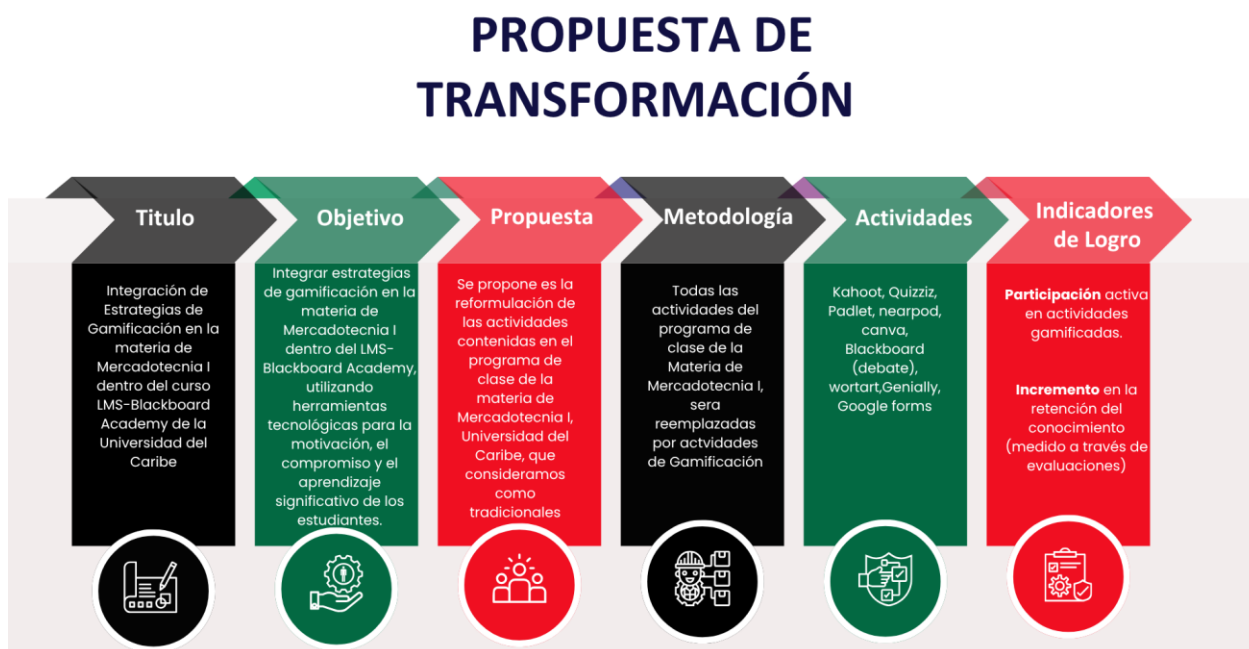 PROPUESTA DE
TRANSFORMACIÓN
Titulo
Integración de
Estrategias de
Gamificación en la
materia de
Mercadotecnia I
dentro del curso
LMS-Blackboard
Academy de la
Universidad del
Caribe
Objetivo
Integrar estrategias
de gamificación en la
materia de
Mercadotecnia I
dentro del LMS-
Blackboard Academy,
utilizando
herramientas
tecnológicas para la
motivación, el
compromiso y el
aprendizaje
significativo de los
estudiantes.
Propuesta
Se propone es la
reformulación de
las actividades
contenidas en el
programa de
clase de la
materia de
Mercadotecnia I,
Universidad del
Caribe, que
consideramos
como
tradicionales
Metodología
Todas las
actividades del
programa de
clase de la
Materia de
Mercadotecnia I,
sera
reemplazadas
por actvidades
de Gamificación
Actividades
Kahoot, Quizziz,
Padlet, nearpod,
canva,
Blackboard
(debate),
wortart,Genially,
Google forms
Indicadores
de Logro
Participación activa
en actividades
gamificadas.
Incremento en la
retención del
conocimiento
(medido a través de
evaluaciones)